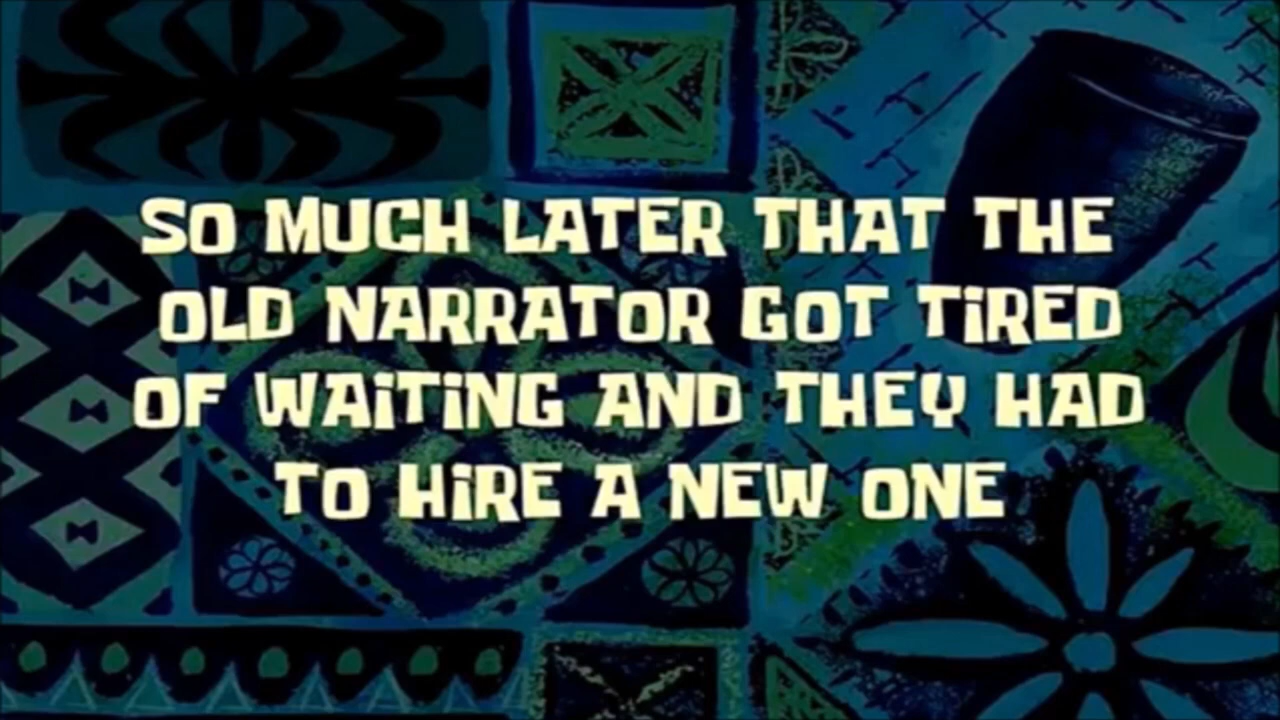 SO MUCH LATER THAT THE
OLD NARRATOR GOT TiRED
OF WAiTiNG AND THEY HAD
TO HiRE A NEW ONE